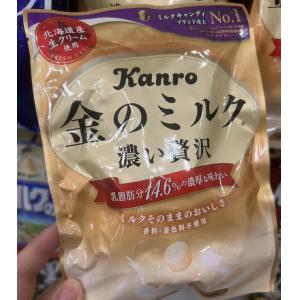 ミルクキャンディ
ブランド売上
No.1
北海道産
生クリーム
使用
Kanro
金のミルク
濃い贅沢
乳脂肪分14.6%の濃厚な味わい
ミルクそのままのおいしさ
香料・着色料不使用